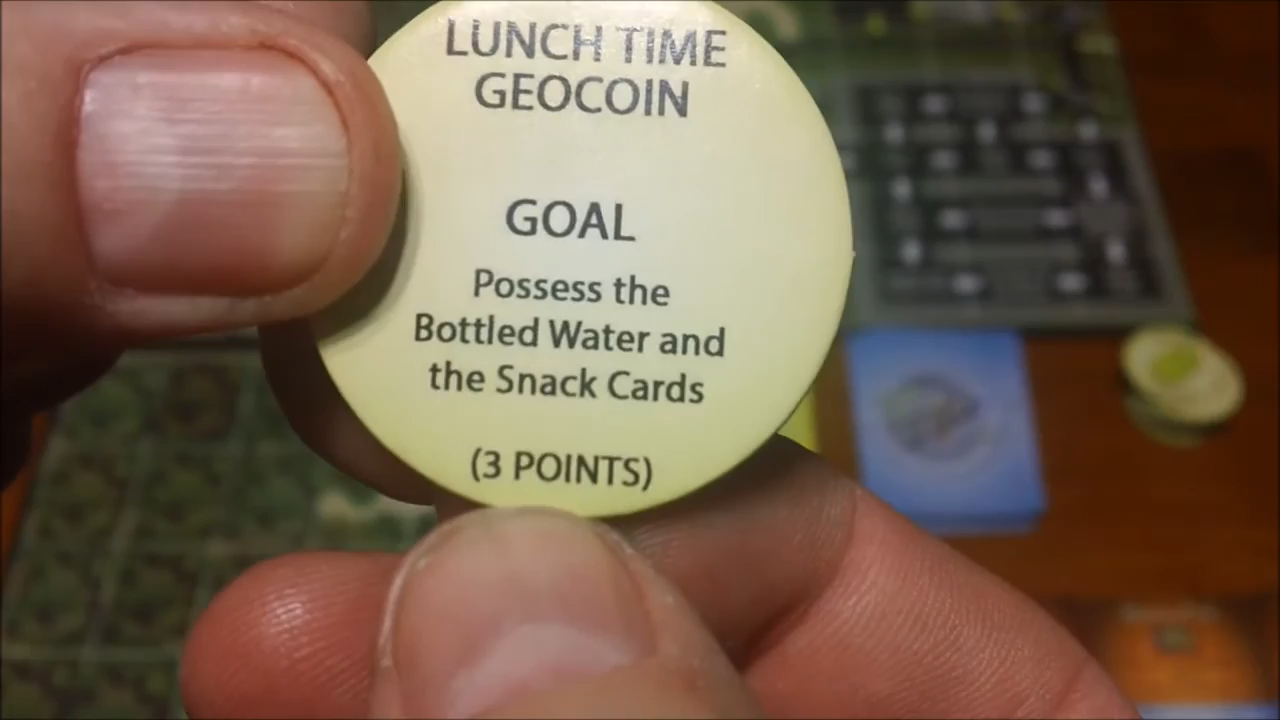 LUNCH TIME
GEOCOIN
GOAL
Possess the
Bottled Water and
the Snack Cards
(3 POINTS)